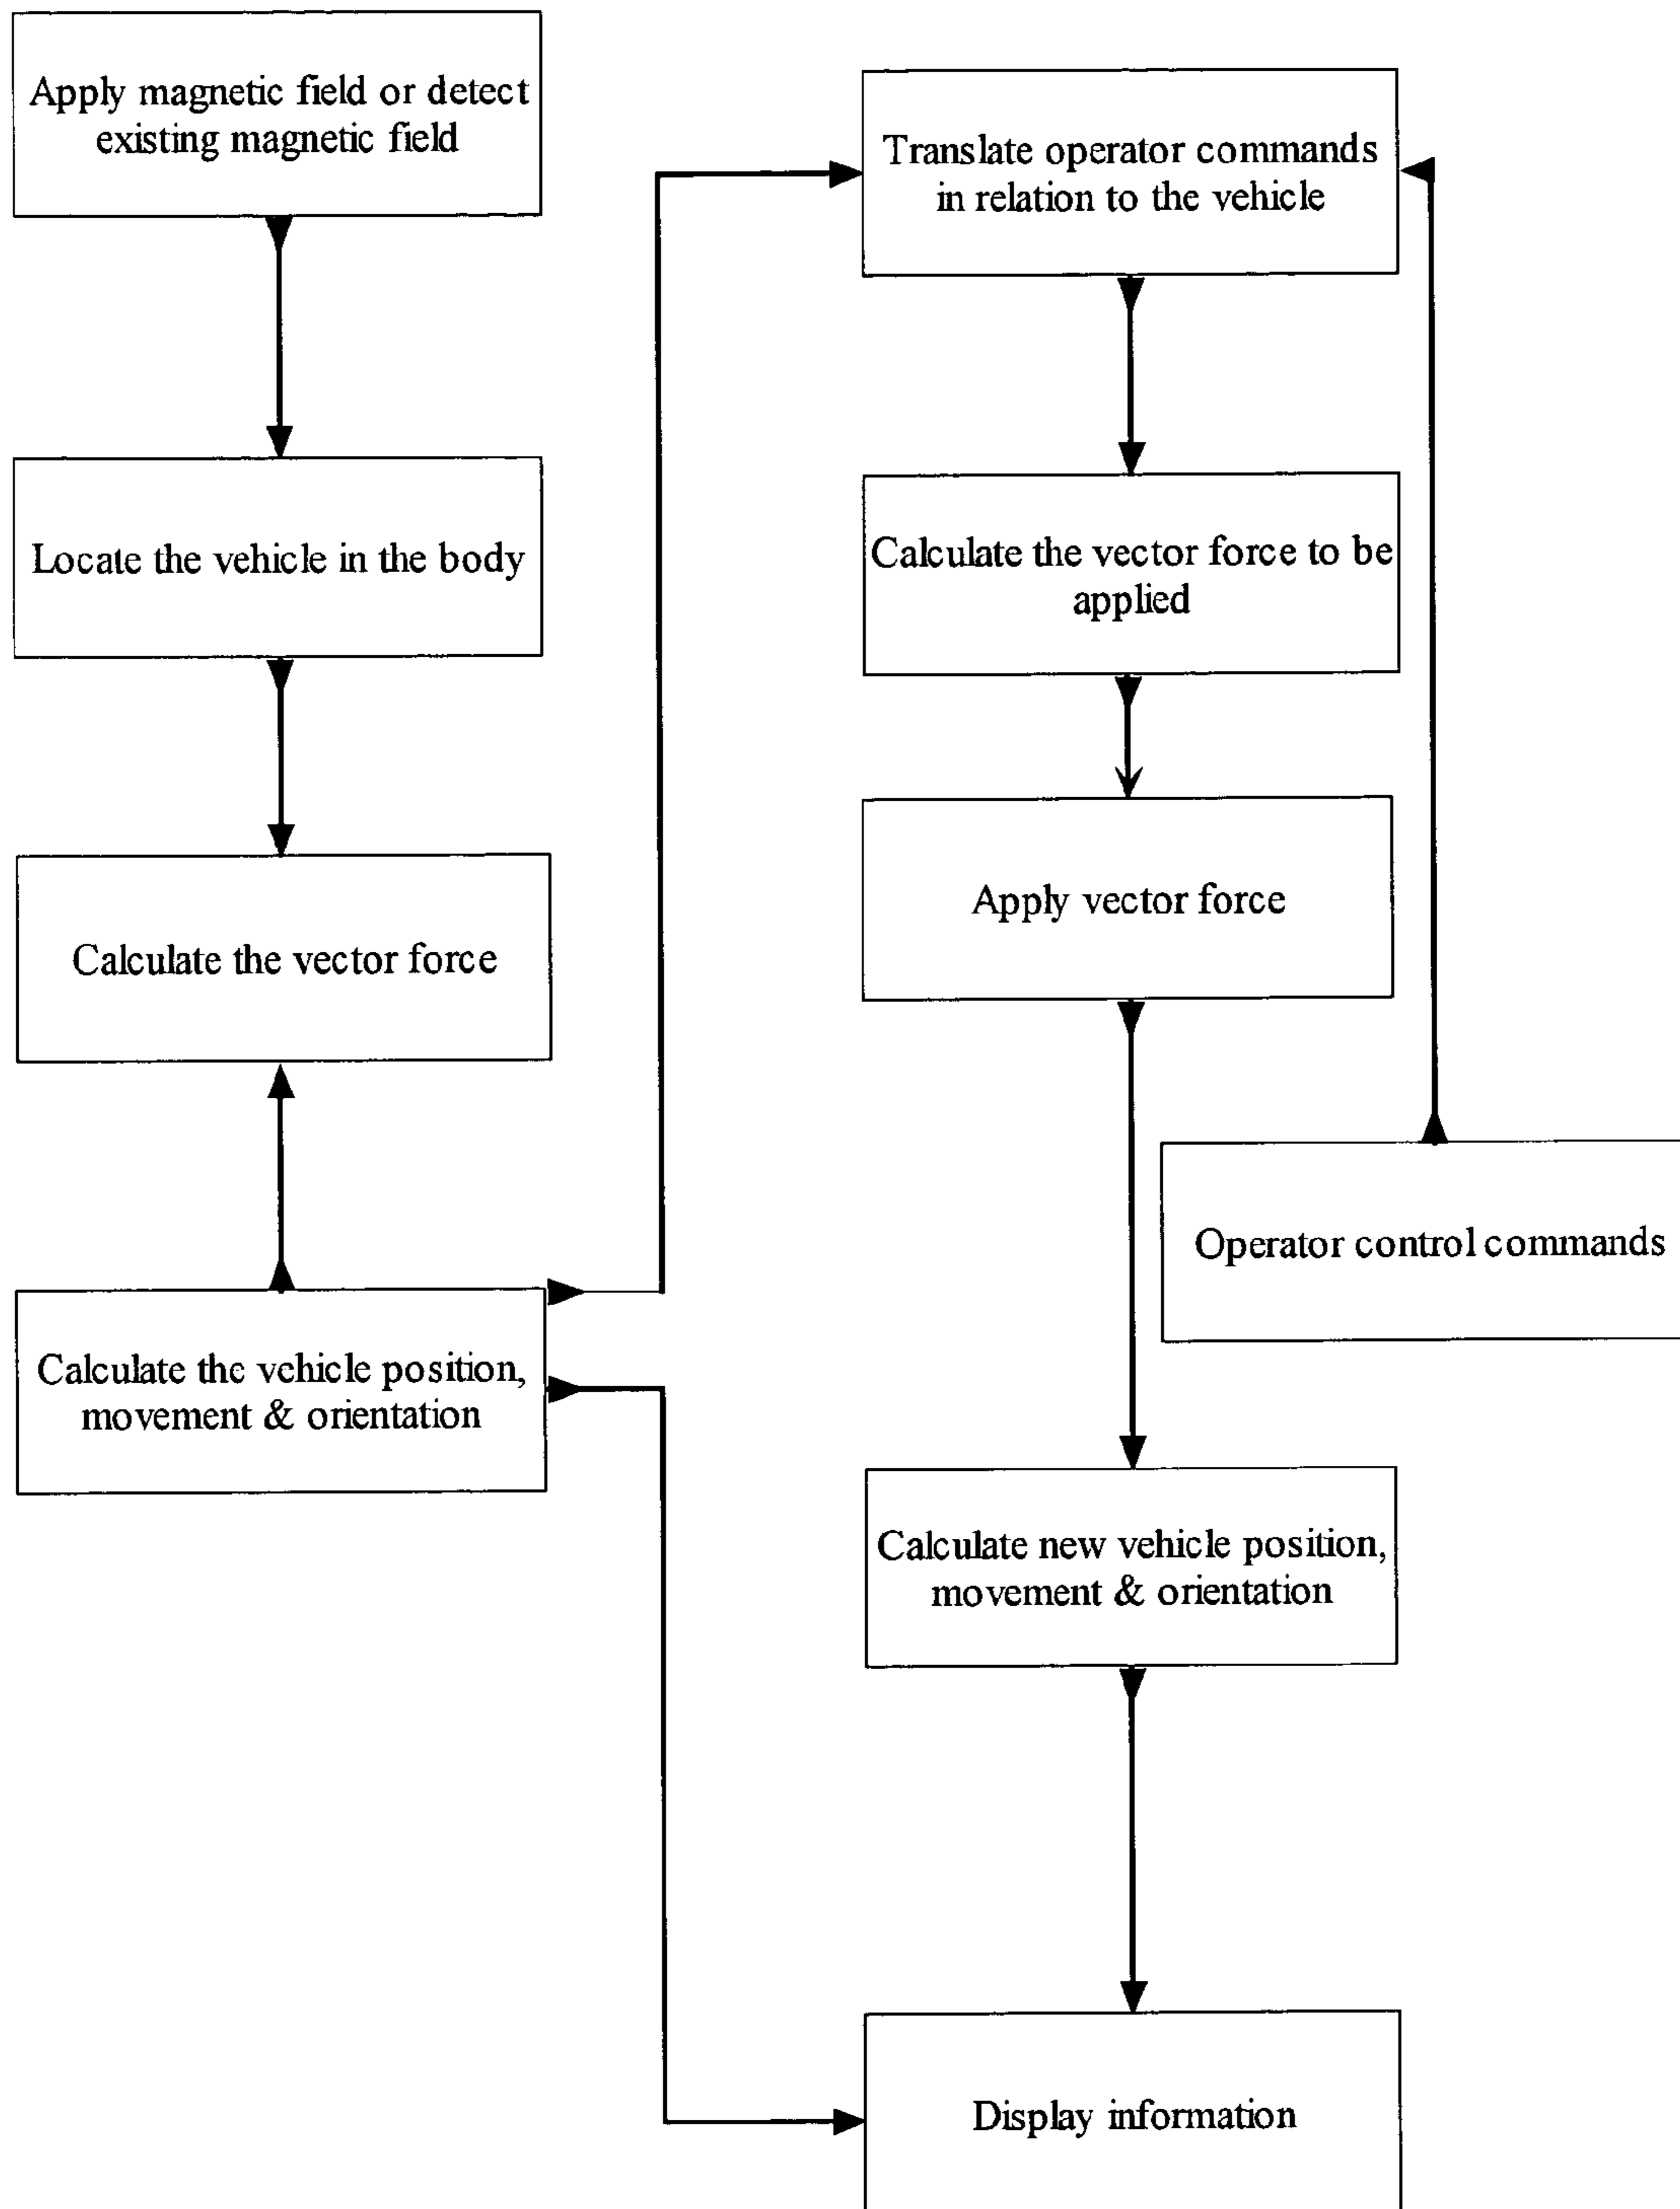 Apply magnetic field or detect
existing magnetic field
Locate the vehicle in the body
Calculate the vector force
Calculate the vehicle position,
movement & orientation
Translate operator commands
in relation to the vehicle
Calculate the vector force to be
applied
Apply vector force
Operator control commands
Calculate new vehicle position,
movement & orientation
Display information